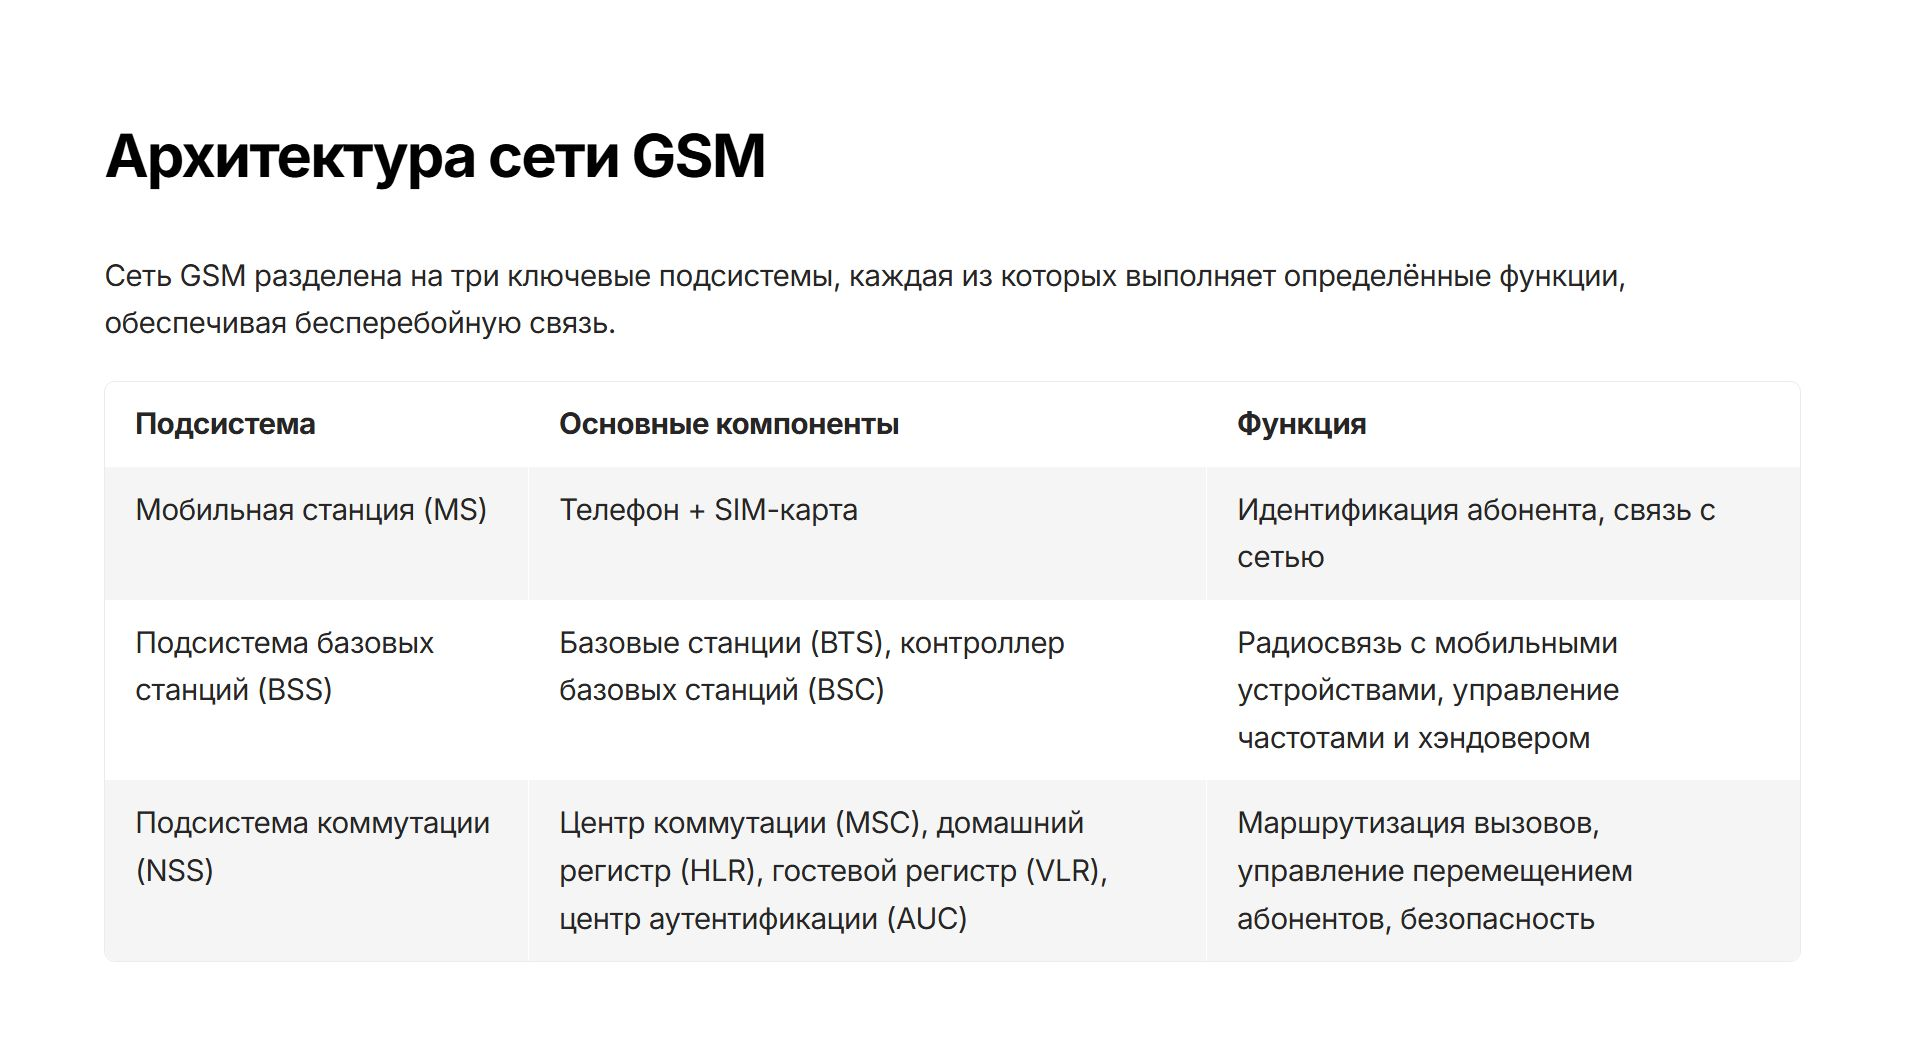 Архитектура сети GSM
Сеть GSM разделена на три ключевые подсистемы, каждая из которых выполняет определённые функции,
обеспечивая бесперебойную связь.
Подсистема
Основные компоненты
Функция
Мобильная станция (MS)
Телефон + SIM-карта
Идентификация абонента, связь с
сетью
Подсистема базовых
станций (BSS)
Базовые станции (BTS), контроллер
базовых станций (BSC)
Радиосвязь с мобильными
устройствами, управление
частотами и хэндовером
Подсистема коммутации
(NSS)
Центр коммутации (MSC), домашний
регистр (HLR), гостевой регистр (VLR),
центр аутентификации (AUC)
Маршрутизация вызовов,
управление перемещением
абонентов, безопасность